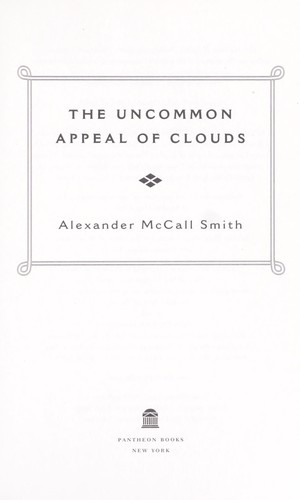 THE UNCOMMON
APPEAL OF CLOUDS
Alexander McCall Smith
PANTHEON BOOKS
NEW YORK